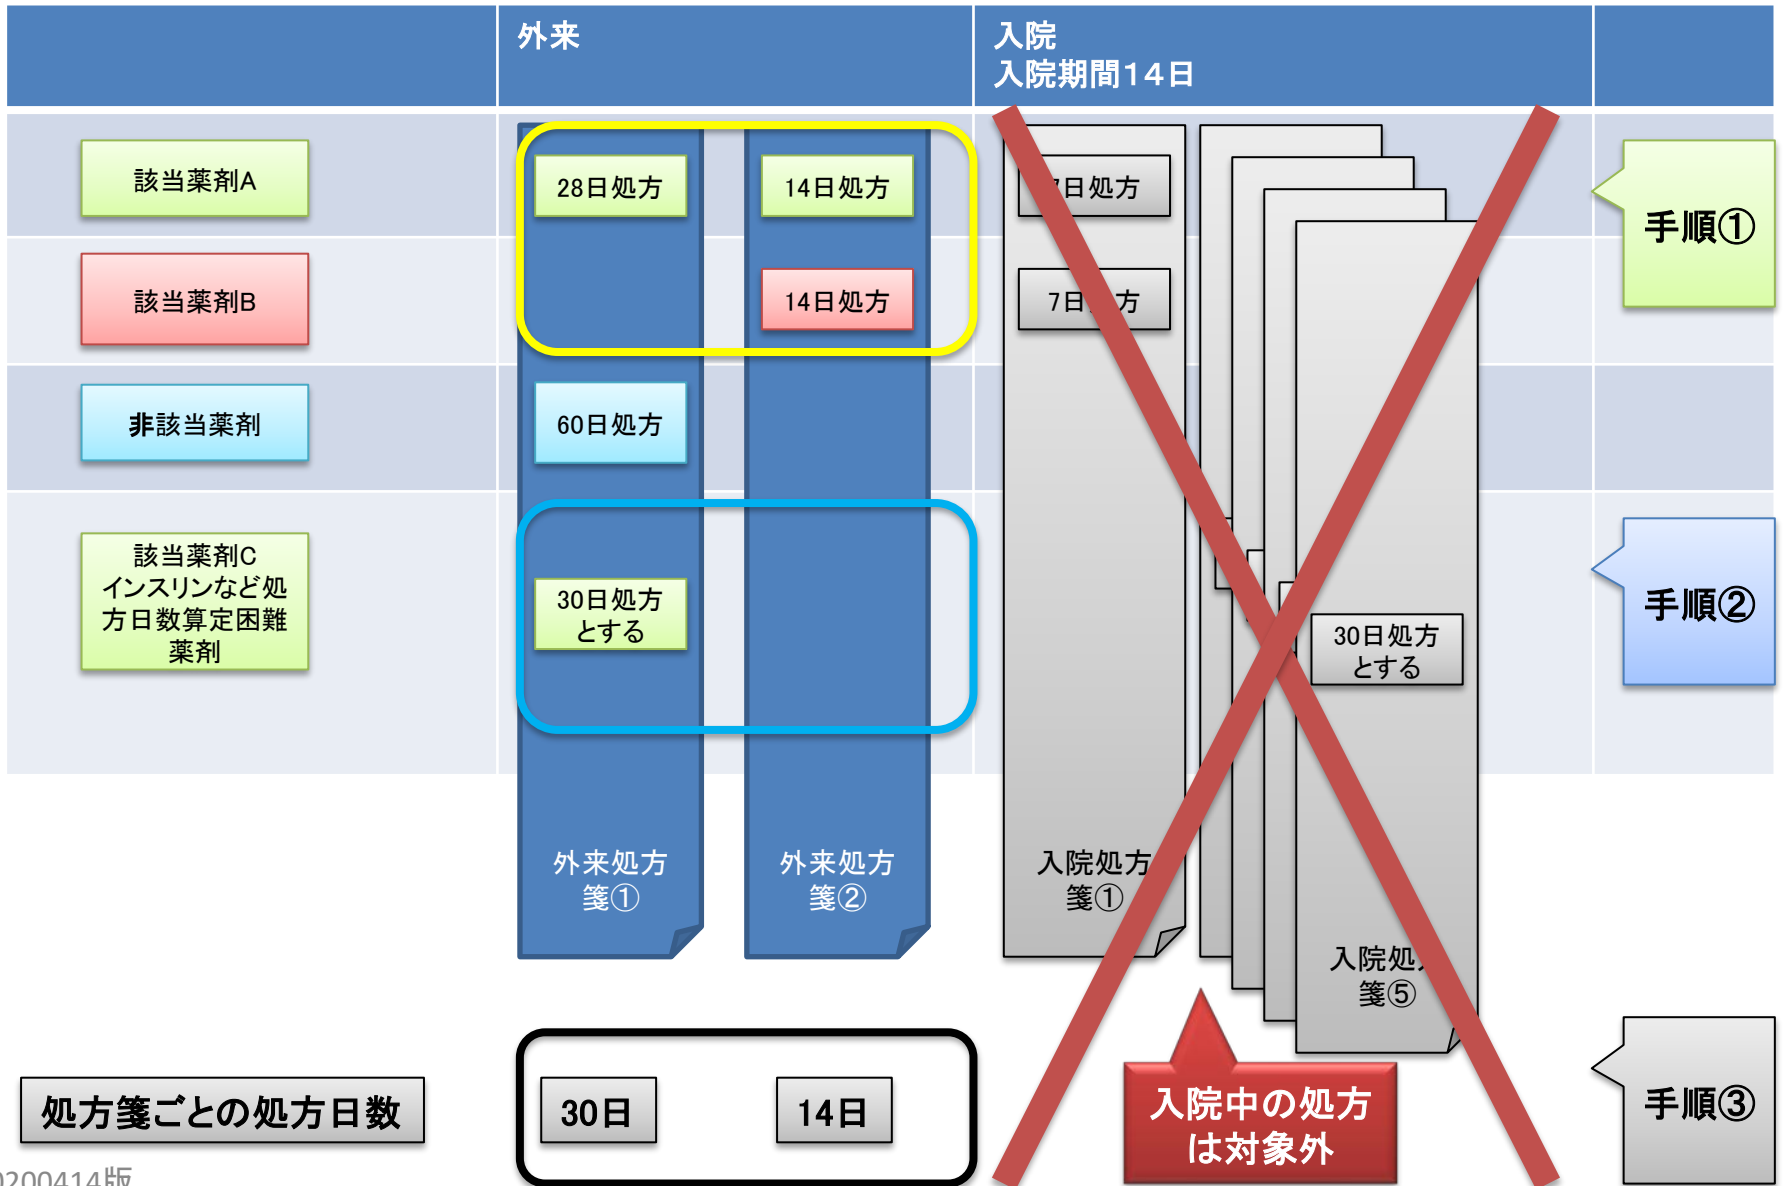 外来
入院
入院期間14日
該当薬剤A
28日処方
14日処方
日処方
手順①
該当薬剤B
14日処方
7日 方
非該当薬剤
60日処方
該当薬剤C
インスリンなど処
方日数算定困難
薬剤
30日処方
とする
30日処方
とする
手順②
外来処方
箋①
外来処方
箋②
入院処方
箋①
入院処
箋⑤
処方箋ごとの処方日数
30日
14日
入院中の処方
は対象外
手順③
0200414版